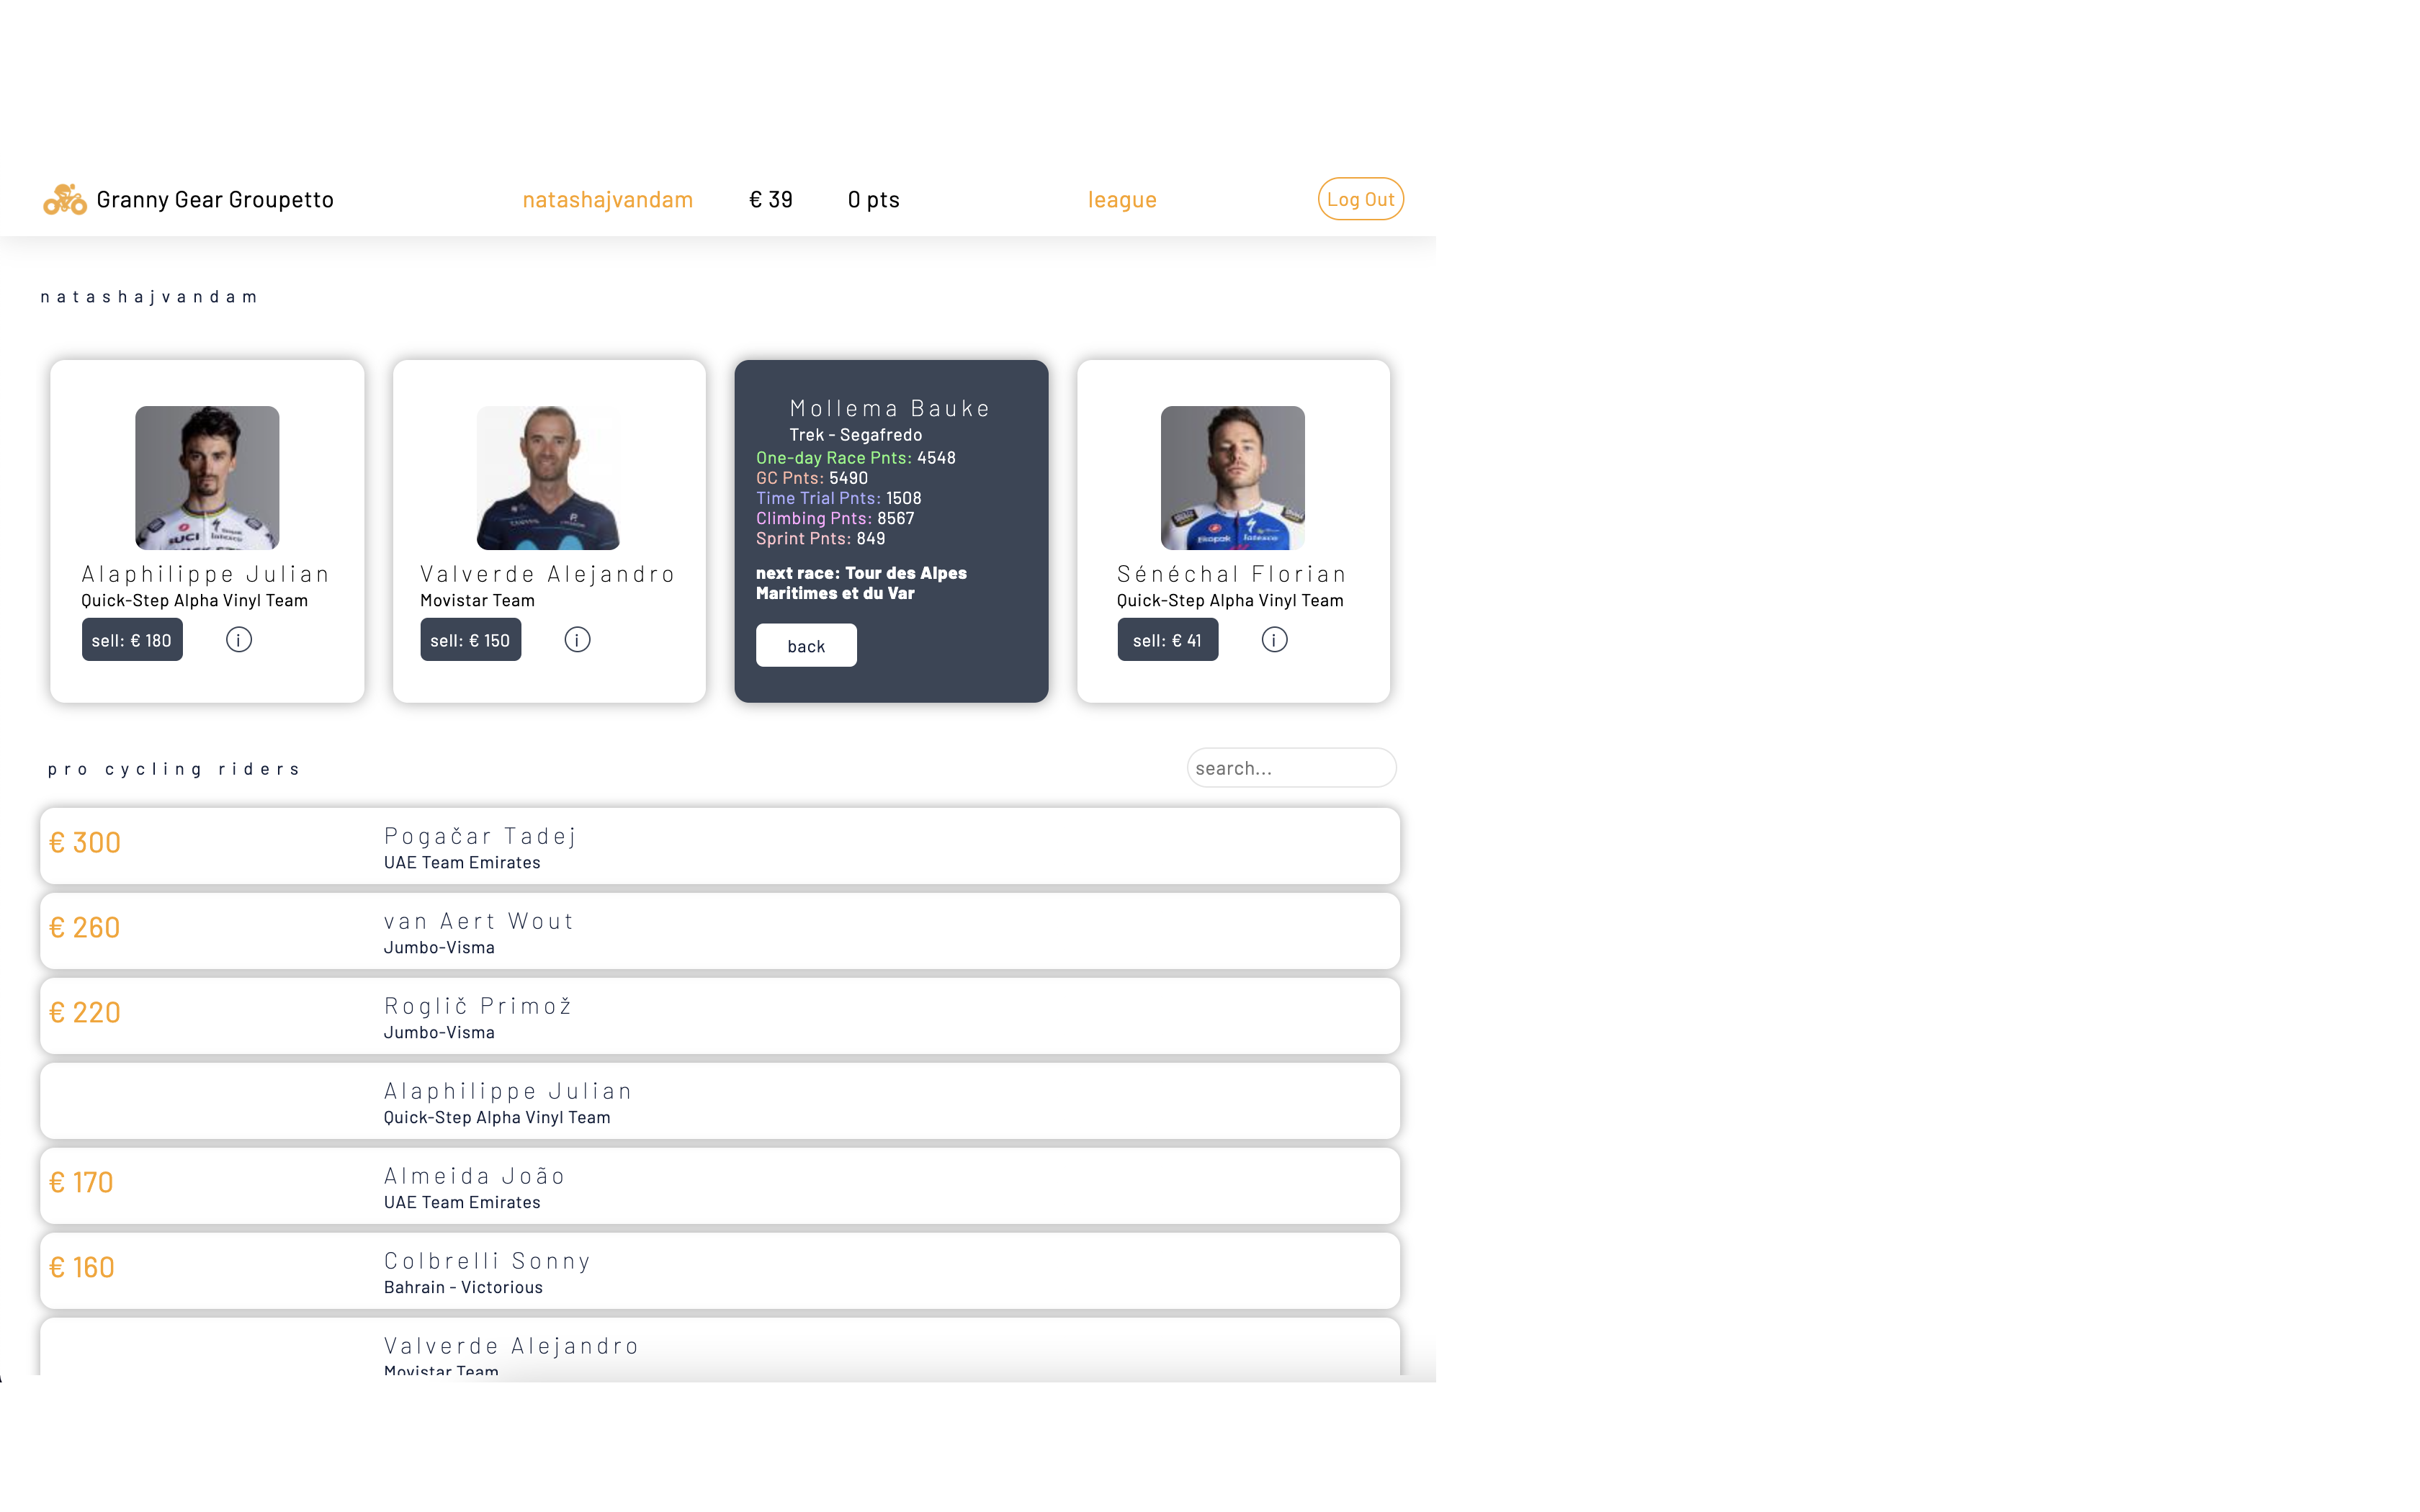 Granny Gear Groupetto natashajvandam € 39 0 pts league Log Out
natashajvandam
Alaphilippe Julian
Quick-Step Alpha Vinyl Team
sell: € 180 i
Valverde Alejandro
Movistar Team
sell: € 150 i
Mollema Bauke
Trek - Segafredo
One-day Race Pnts: 4548
GC Pnts: 5490
Time Trial Pnts: 1508
Climbing Pnts: 8567
Sprint Pnts: 849
next race: Tour des Alpes
Maritimes et du Var
back
Sénéchal Florian
Quick-Step Alpha Vinyl Team
sell: € 41 i
pro cycling riders search...
€ 300 Pogačar Tadej
UAE Team Emirates
€ 260 van Aert Wout
Jumbo-Visma
€ 220 Roglič Primož
Jumbo-Visma
Alaphilippe Julian
Quick-Step Alpha Vinyl Team
€ 170 Almeida João
UAE Team Emirates
€ 160 Colbrelli Sonny
Bahrain - Victorious
Valverde Alejandro
Movistar Team